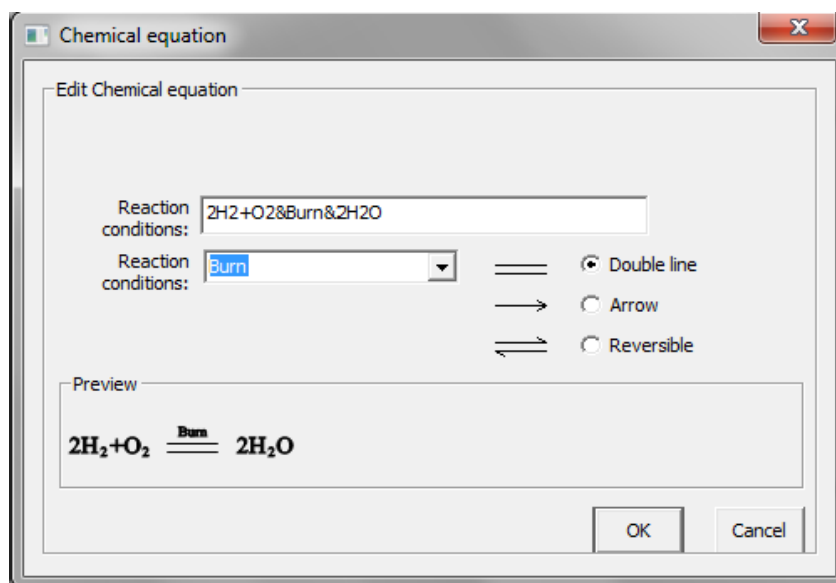 Chemical equation
Edit Chemical equation
Reaction
conditions:
2H2+O2&Burn&2H2O
Reaction
conditions:
Burn
Double line
Arrow
Reversible
Preview
2H₂+O₂ Burn 2H₂O
OK
Cancel